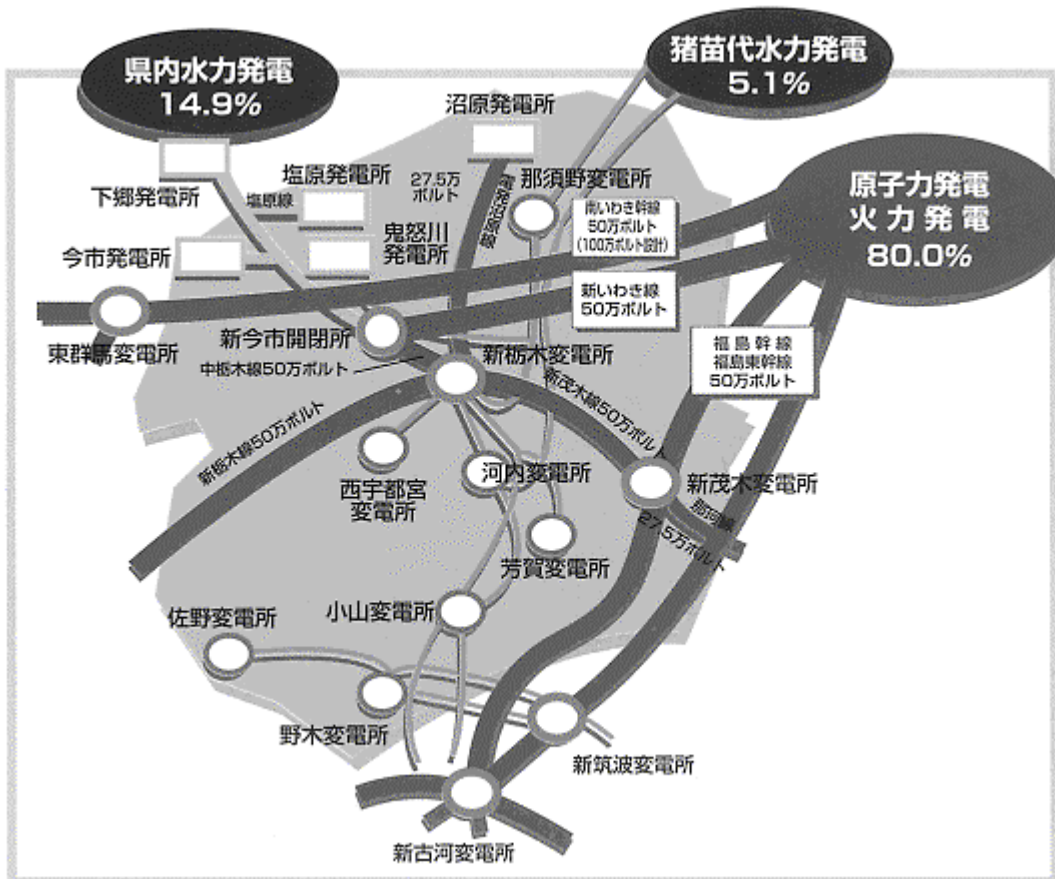 県内水力発電
14.9%
猪苗代水力発電
5.1%
原子力発電
火力発電
80.0%
沼原発電所
下郷発電所
塩原発電所
塩原線
27.5万
ボルト
那須野変電所
南いわき幹線
50万ボルト
(100万ボルト設計)
今市発電所
鬼怒川
発電所
新いわき線
50万ボルト
東群馬変電所
新今市開閉所
中栃木線50万ボルト
新栃木変電所
福島幹線
福島東幹線
50万ボルト
新栃木線50万ボルト
新茂木線50万ボルト
西宇都宮
変電所
河内変電所
新茂木変電所
那珂線
27.5万ボルト
芳賀変電所
佐野変電所
小山変電所
野木変電所
新筑波変電所
新古河変電所